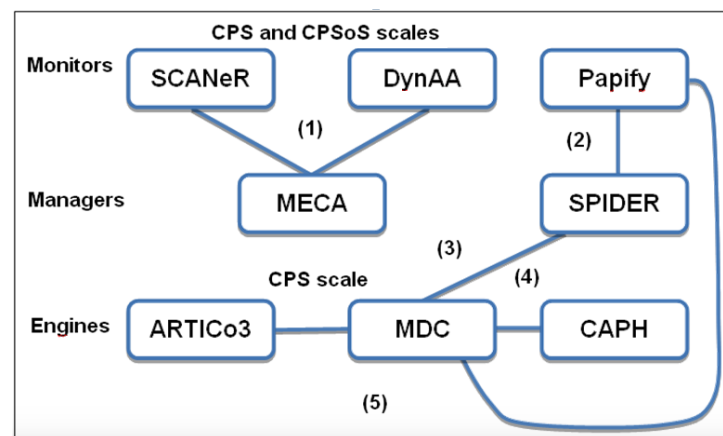 CPS and CPSoS scales
Monitors
SCANeR
DynAA
Papify
(1)
(2)
Managers
MECA
SPIDER
(3)
CPS scale
(4)
Engines
ARTICo3
MDC
CAPH
(5)